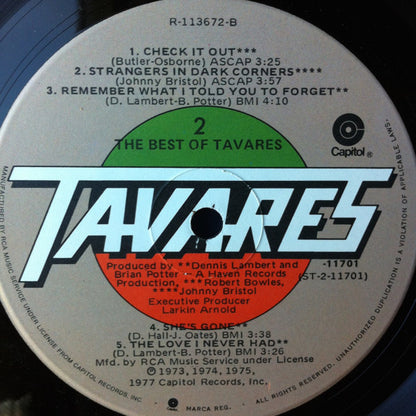 R-113672-B
1. CHECK IT OUT***
(Butler-Osborne) ASCAP 3:25
2. STRANGERS IN DARK CORNERS****
(Johnny Bristol) ASCAP 3:57
3. REMEMBER WHAT I TOLD YOU TO FORGET**
(D. Lambert-B. Potter) BMI 4:10
2
THE BEST OF TAVARES
Capitol®
TAVARES
-11701
(ST-2-11701)
Produced by **Dennis Lambert and
Brian Potter - A Haven Records
Production, ***Robert Bowles,
****Johnny Bristol
Executive Producer
Larkin Arnold
4. SHE'S GONE**
(D. Hall-J. Oates) BMI 3:38
5. THE LOVE I NEVER HAD**
(D. Lambert-B. Potter) BMI 3:26
Mfd. by RCA Music Service under License
℗ 1973, 1974, 1975,
1977 Capitol Records, Inc.
MANUFACTURED BY RCA MUSIC SERVICE UNDER LICENSE FROM CAPITOL RECORDS, INC.
MARCA REG.
ALL RIGHTS RESERVED. UNAUTHORIZED
IS A VIOLATION OF APPLICABLE LAWS.